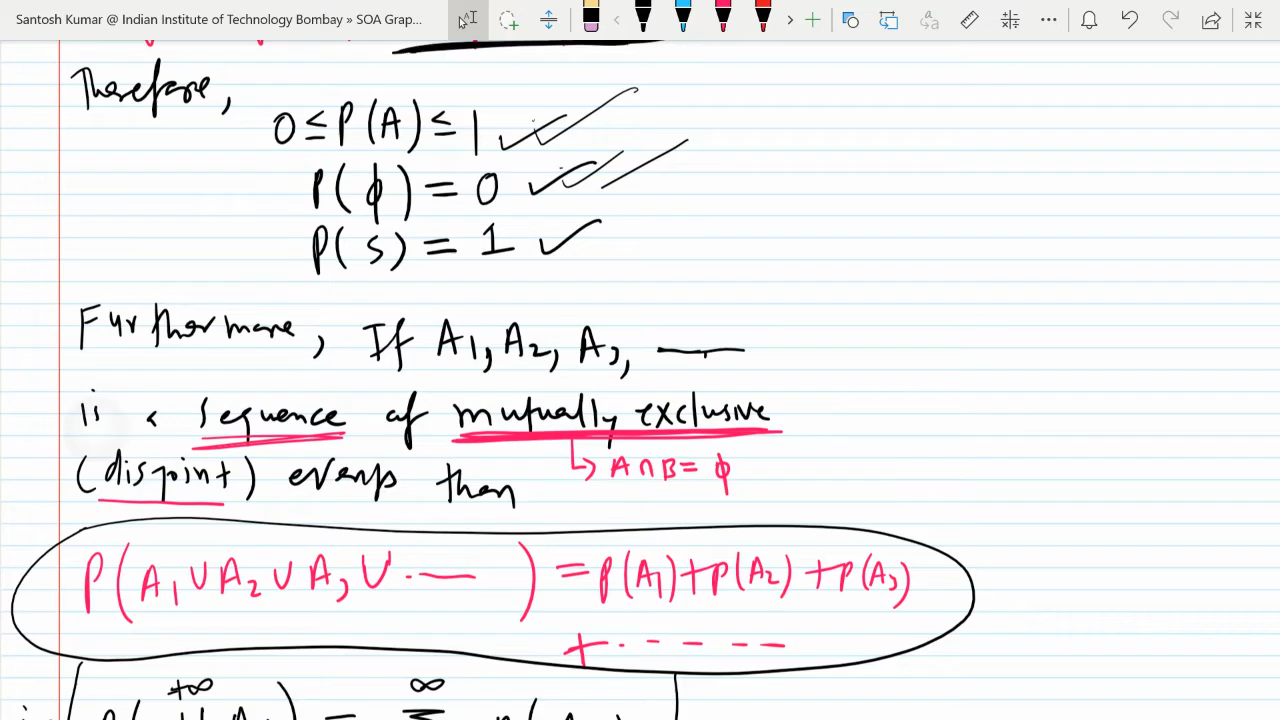 Santosh Kumar @ Indian Institute of Technology Bombay » SOA Grap...
Therefore,
0 ≤ P(A) ≤ 1
P(ϕ) = 0
P(S) = 1
Furthermore, If A1, A2, A3,
is a sequence of mutually exclusive
↳ A ∩ B = ϕ
(disjoint) events then
P(A1 ∪ A2 ∪ A3 ∪ ·—) = P(A1) + P(A2) + P(A3)
+ · - - - -
+∞ ∞